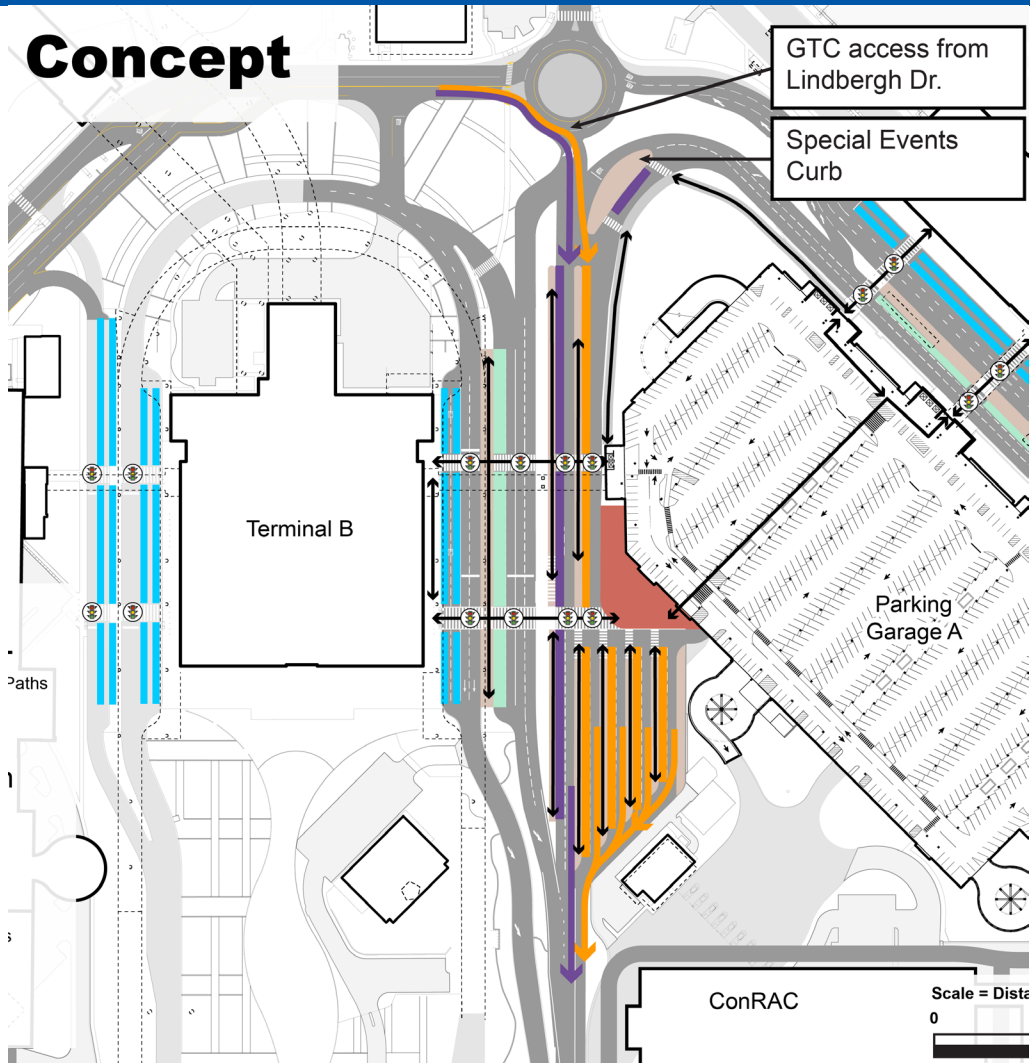 Concept
GTC access from
Lindbergh Dr.
Special Events
Curb
Terminal B
Parking
Garage A
Paths
ConRAC
Scale = Dista
0